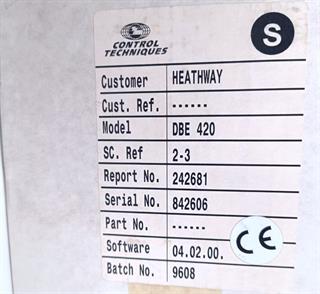 CONTROL
TECHNIQUES
S
Customer HEATHWAY
Cust. Ref. ------
Model DBE 420
SC. Ref 2-3
Report No. 242681
Serial No. 842606
Part No. ------
Software 04.02.00.
Batch No. 9608
CE